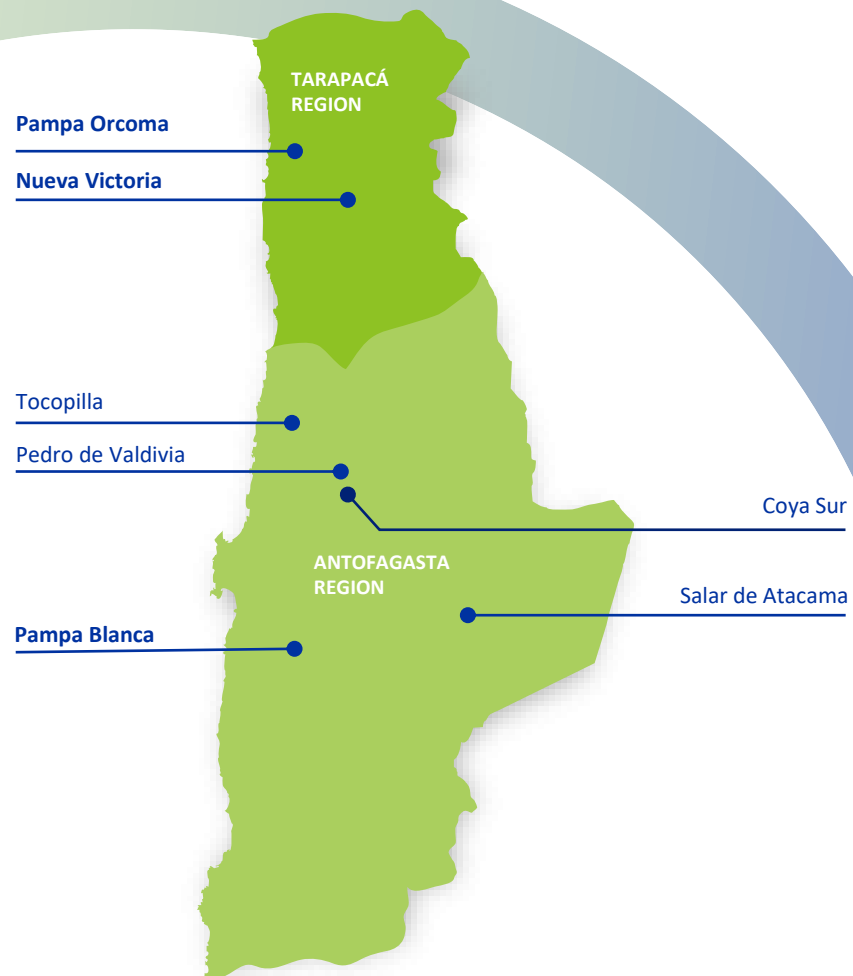 TARAPACÁ
REGION
Pampa Orcoma
Nueva Victoria
Tocopilla
Pedro de Valdivia
Coya Sur
ANTOFAGASTA
REGION
Salar de Atacama
Pampa Blanca